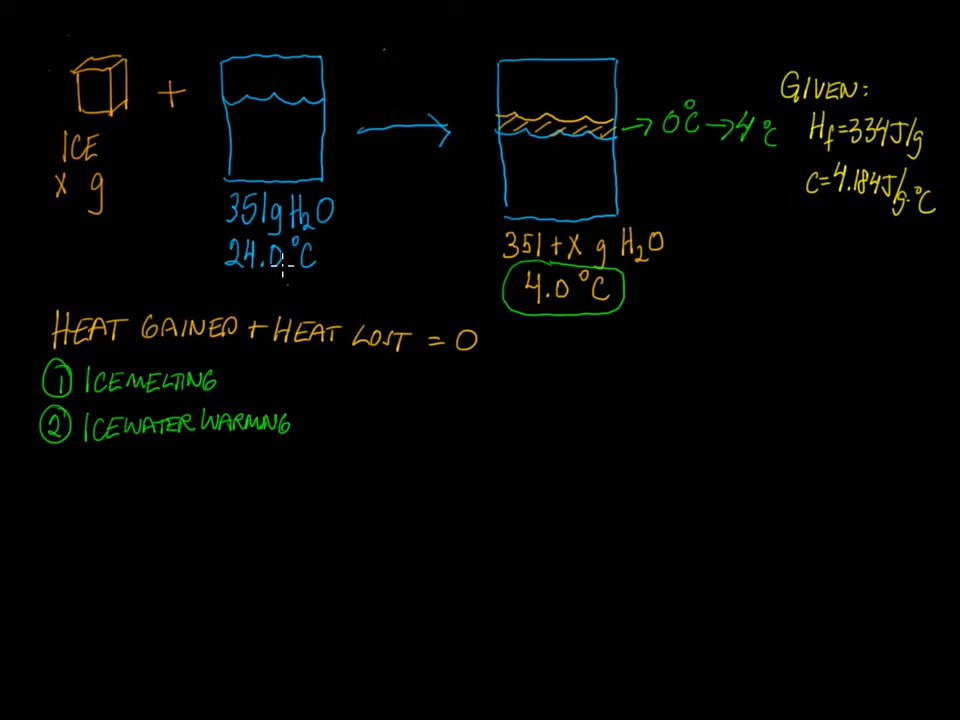 ICE
x g
+
351g H₂O
24.0°C
351 + x g H₂O
4.0°C
→ 0°C → 4°C
GIVEN:
Hf = 334J/g
C = 4.184J/g·°C
HEAT GAINED + HEAT LOST = 0
① ICE MELTING
② ICEWATER WARMNG